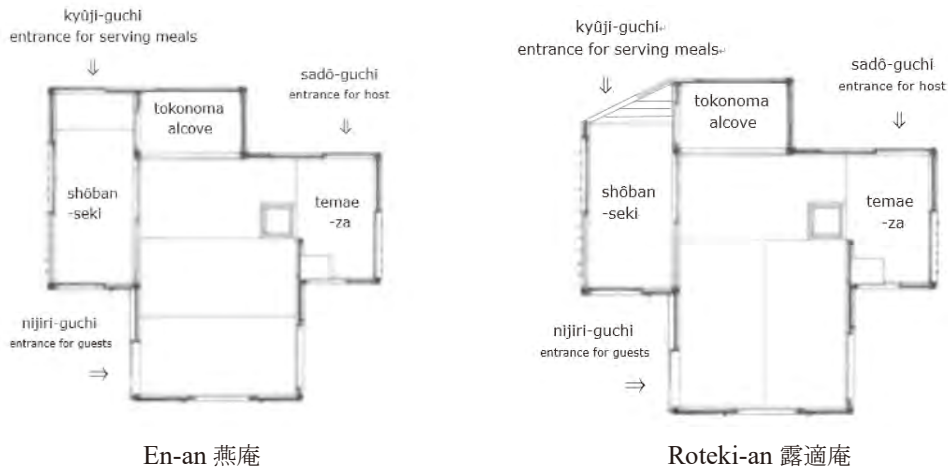 kyûji-guchi
entrance for serving meals
⇓
sadô-guchi
entrance for host
⇓
tokonoma
alcove
shôban
-seki
temae
-za
nijiri-guchi
entrance for guests
⇒
En-an 燕庵
kyûji-guchi↵
entrance for serving meals↵
⇓
sadô-guchi
entrance for host
⇓
tokonoma
alcove
shôban
-seki
temae
-za
nijiri-guchi
entrance for guests
⇒
Roteki-an 露適庵